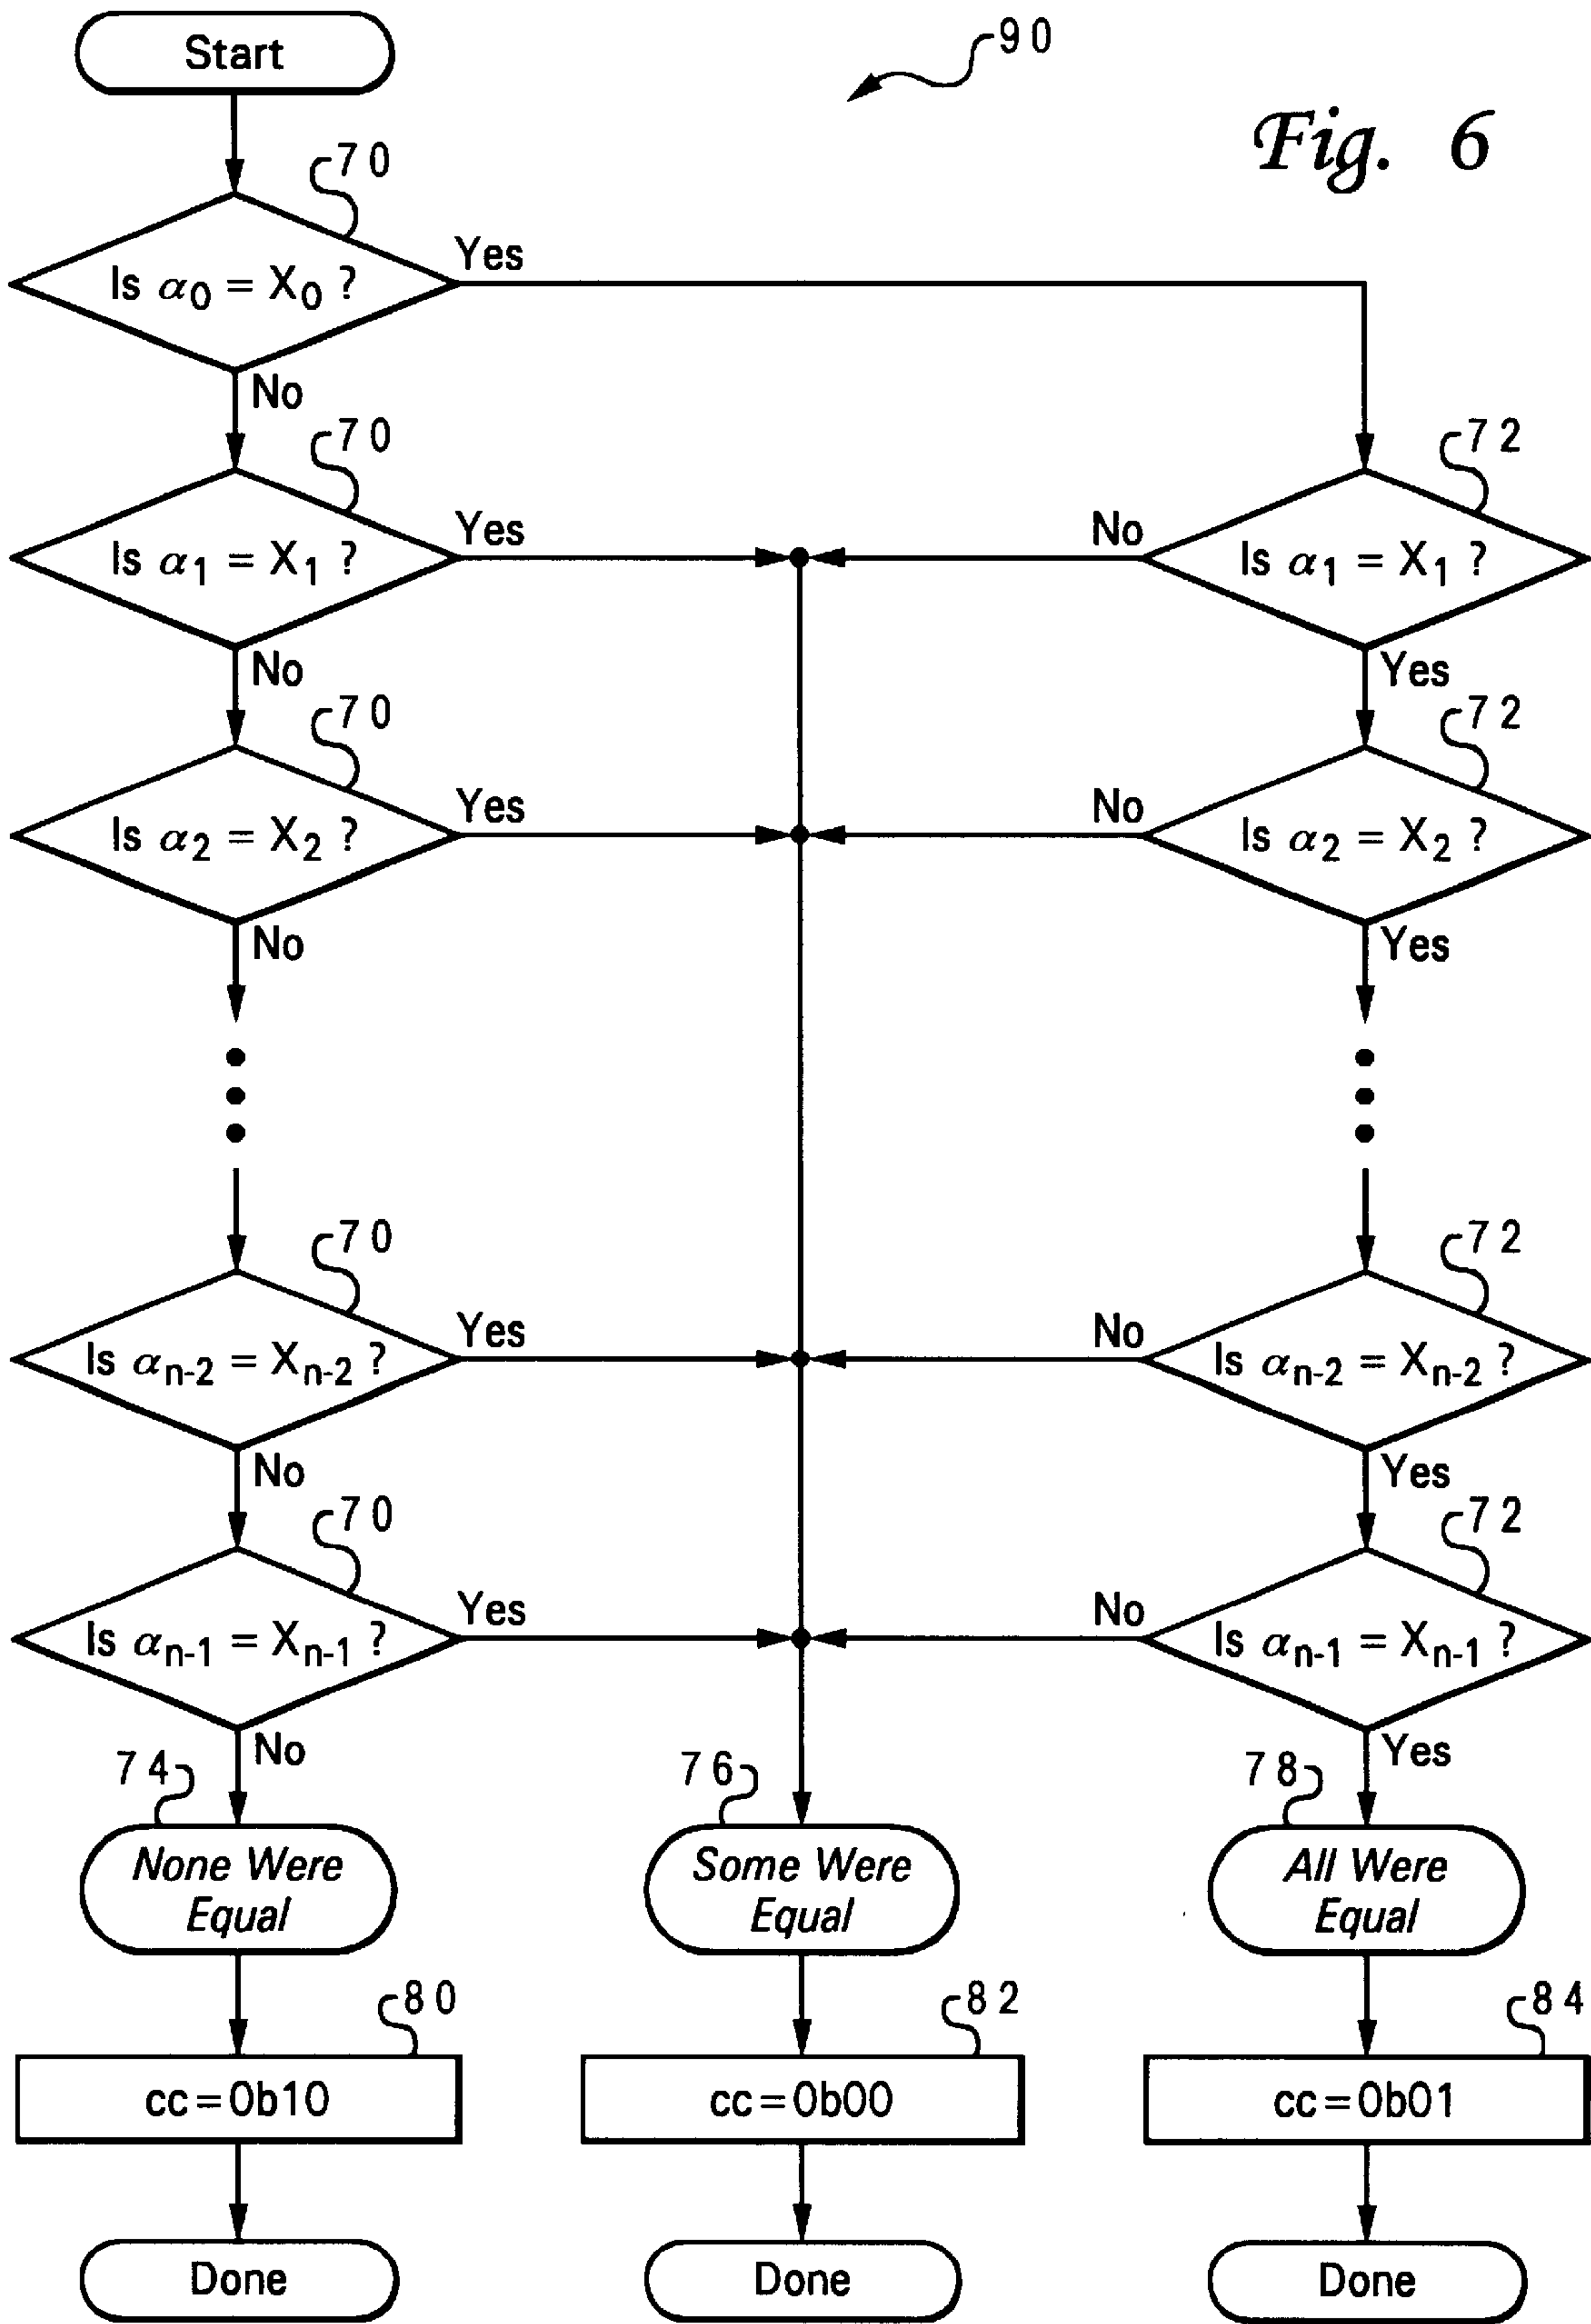 Start
90
Fig. 6
70
Is α0 = X0 ?
Yes
No
70
Is α1 = X1 ?
Yes
No
72
Is α1 = X1 ?
No
Yes
70
Is α2 = X2 ?
Yes
No
72
Is α2 = X2 ?
No
Yes
70
Is αn-2 = Xn-2 ?
Yes
No
72
Is αn-2 = Xn-2 ?
No
Yes
70
Is αn-1 = Xn-1 ?
Yes
No
72
Is αn-1 = Xn-1 ?
No
Yes
74
None Were
Equal
76
Some Were
Equal
78
All Were
Equal
80
cc=0b10
82
cc=0b00
84
cc=0b01
Done
Done
Done